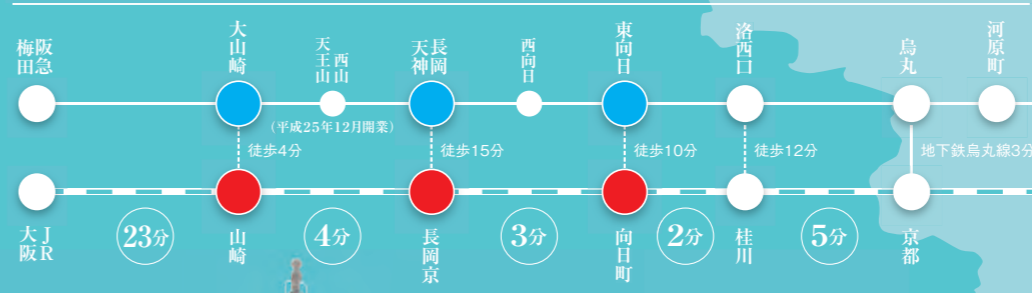 阪急
梅田
大山崎
西山
天王山
(平成25年12月開業)
長岡
天神
西向日
東向日
洛西口
烏丸
河原町
徒歩4分
徒歩15分
徒歩10分
徒歩12分
地下鉄烏丸線3分
JR
大阪
23分
山崎
4分
長岡京
3分
向日町
2分
桂川
5分
京都